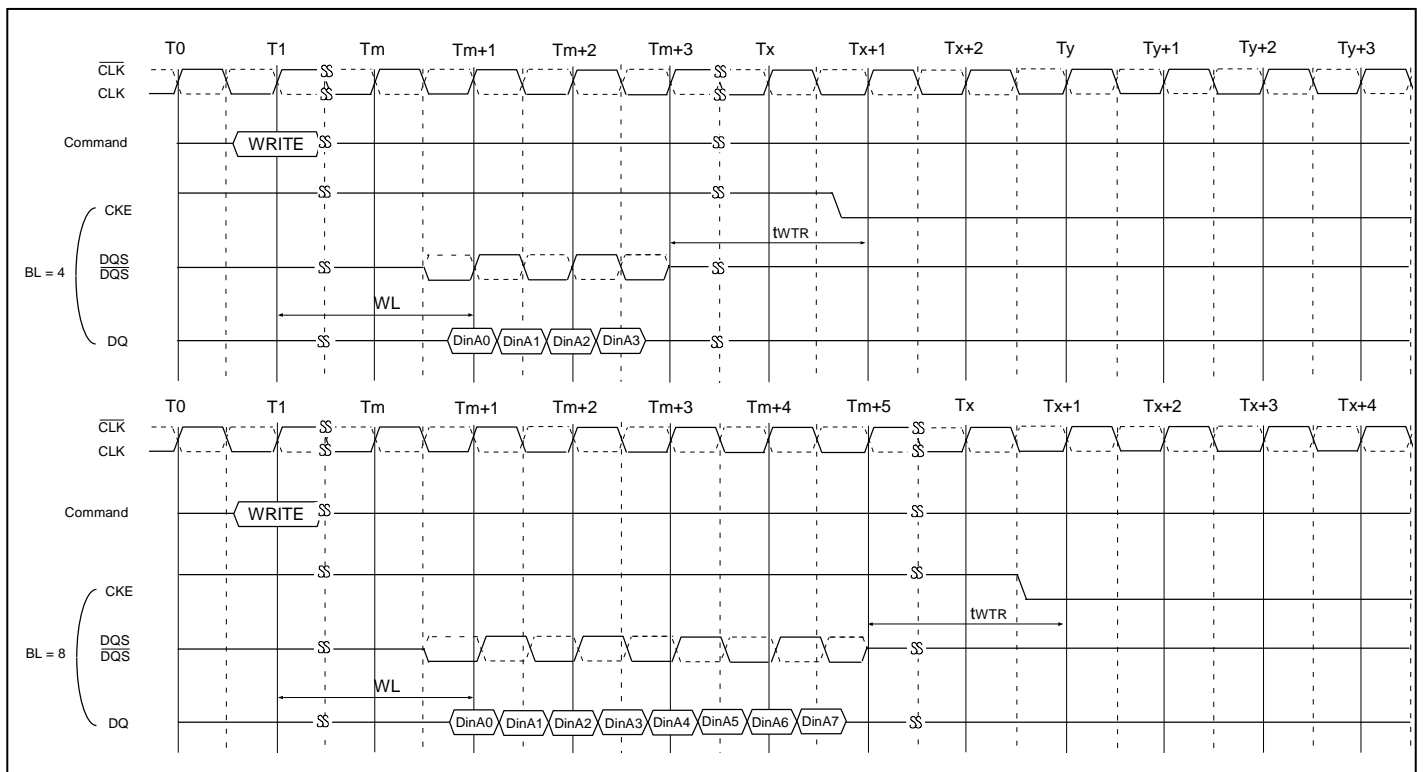 T0 T1 Tm Tm+1 Tm+2 Tm+3 Tx Tx+1 Tx+2 Ty Ty+1 Ty+2 Ty+3
CLK
CLK
Command WRITE
CKE
tWTR
BL = 4
DQS
DQS
WL
DQ DinA0 DinA1 DinA2 DinA3
T0 T1 Tm Tm+1 Tm+2 Tm+3 Tm+4 Tm+5 Tx Tx+1 Tx+2 Tx+3 Tx+4
CLK
CLK
Command WRITE
CKE
tWTR
BL = 8
DQS
DQS
WL
DQ DinA0 DinA1 DinA2 DinA3 DinA4 DinA5 DinA6 DinA7